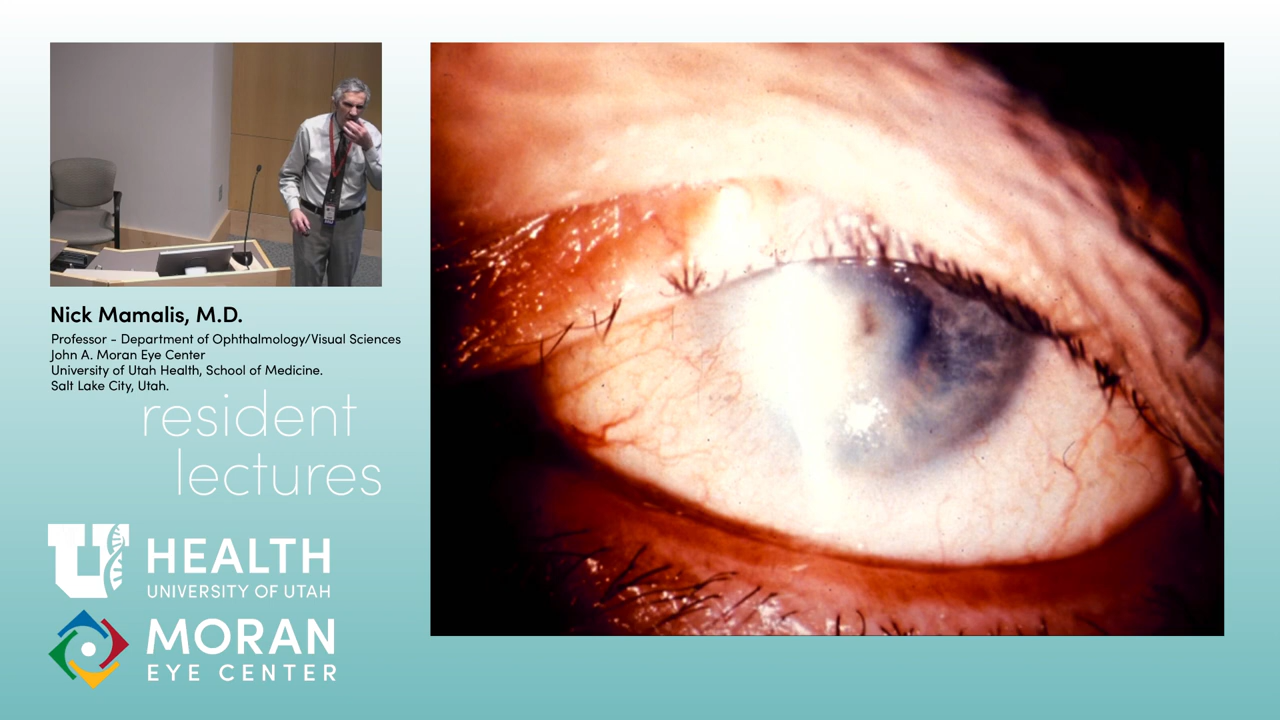 Nick Mamalis, M.D.
Professor - Department of Ophthalmology/Visual Sciences
John A. Moran Eye Center
University of Utah Health, School of Medicine.
Salt Lake City, Utah.
resident
lectures
U HEALTH
UNIVERSITY OF UTAH
MORAN
EYE CENTER